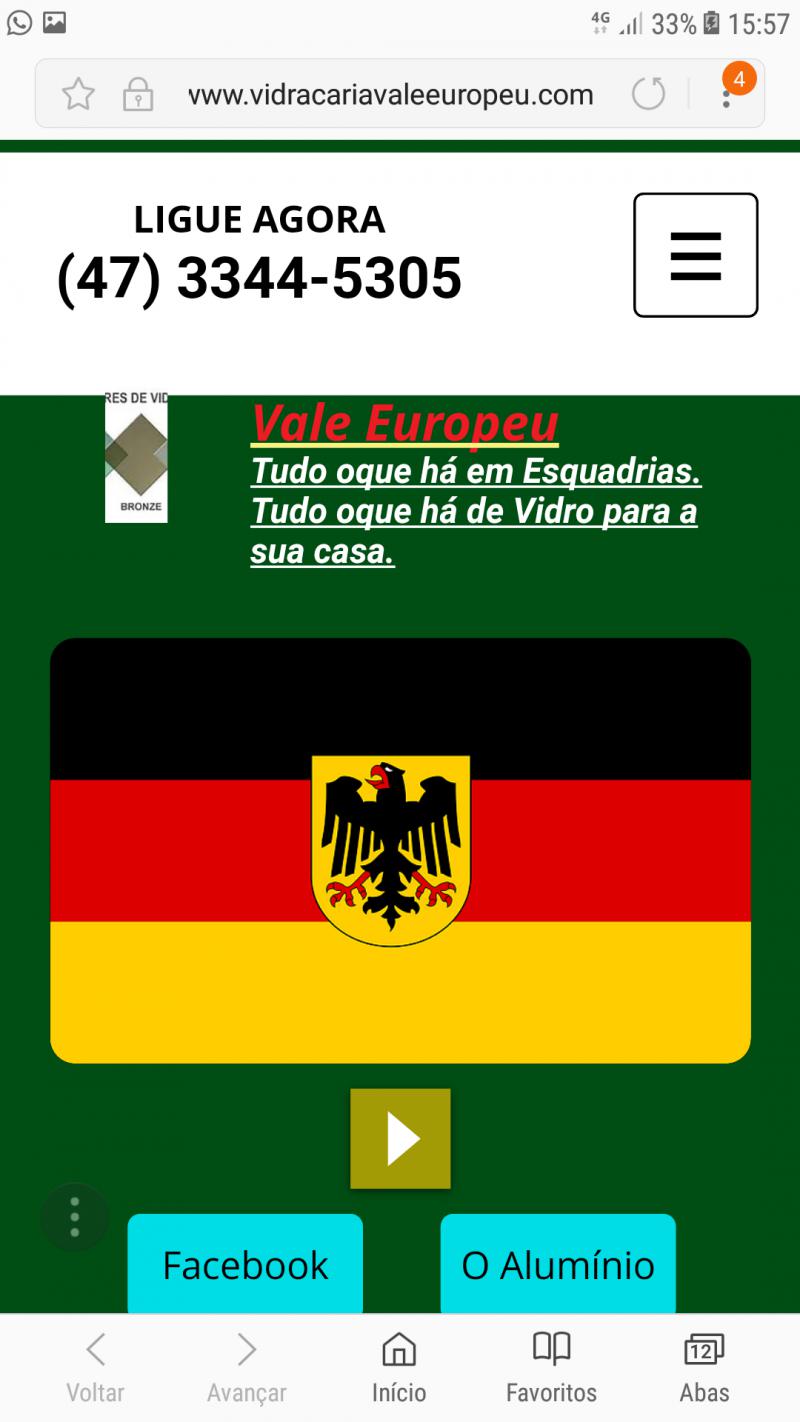 4G 33% 15:57
www.vidracariavaleeuropeu.com 4
LIGUE AGORA
(47) 3344-5305
RES DE VID
BRONZE
Vale Europeu
Tudo oque há em Esquadrias.
Tudo oque há de Vidro para a
sua casa.
Facebook
O Alumínio
12
Voltar
Avançar
Início
Favoritos
Abas